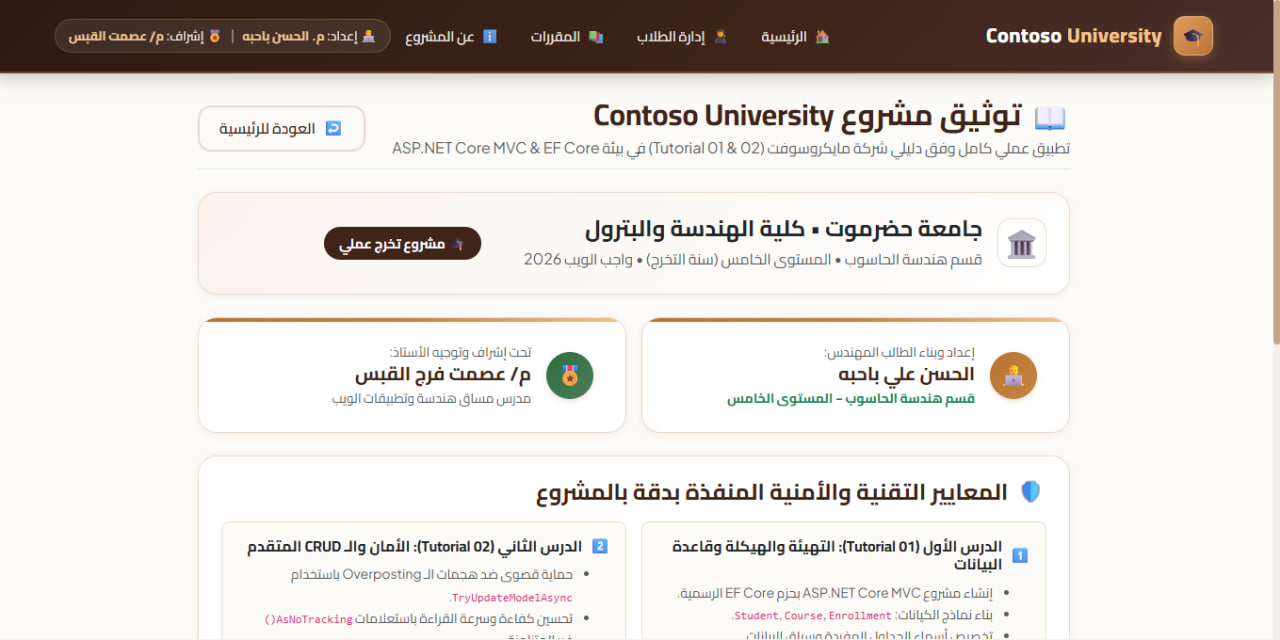 Contoso University
الرئيسية
إدارة الطلاب
المقررات
عن المشروع
إعداد: م. الحسن باحبه | إشراف: م/ عصمت القبس
توثيق مشروع Contoso University
تطبيق عملي كامل وفق دليلي شركة مايكروسوفت (Tutorial 01 & 02) في بيئة ASP.NET Core MVC & EF Core
العودة للرئيسية
جامعة حضرموت • كلية الهندسة والبترول
قسم هندسة الحاسوب • المستوى الخامس (سنة التخرج) • واجب الويب 2026
مشروع تخرج عملي
إعداد وبناء الطالب المهندس:
الحسن علي باحبه
قسم هندسة الحاسوب – المستوى الخامس
تحت إشراف وتوجيه الأستاذ:
م/ عصمت فرج القبس
مدرس مساق هندسة وتطبيقات الويب
المعايير التقنية والأمنية المنفذة بدقة بالمشروع
1 الدرس الأول (Tutorial 01): التهيئة والهيكلة وقاعدة
البيانات
• إنشاء مشروع ASP.NET Core MVC بحزم EF Core الرسمية.
• بناء نماذج الكيانات: Student, Course, Enrollment.
2 الدرس الثاني (Tutorial 02): الأمان والـ CRUD المتقدم
• حماية قصوى ضد هجمات الـ Overposting باستخدام
TryUpdateModelAsync.
• تحسين كفاءة وسرعة القراءة باستعلامات AsNoTracking()